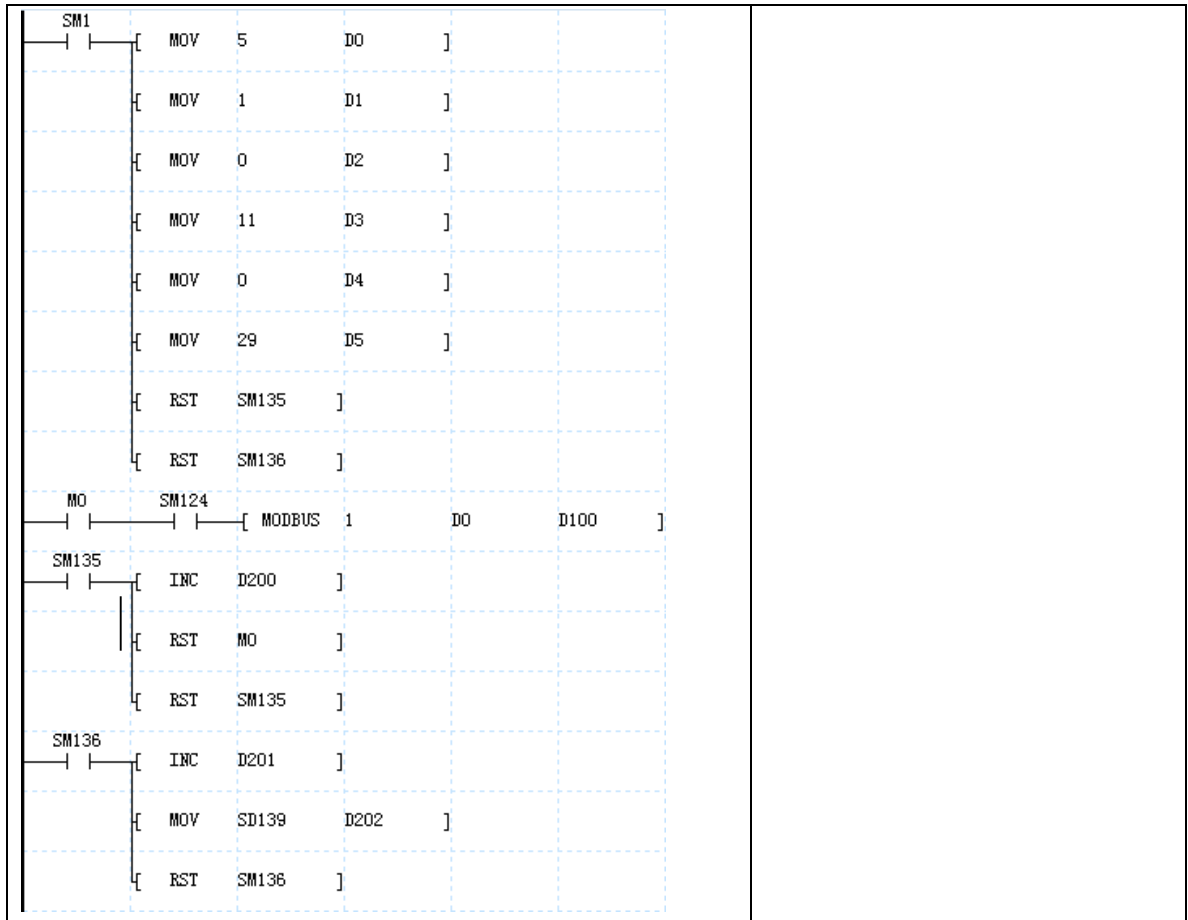 SM1
[ MOV 5 D0 ]
[ MOV 1 D1 ]
[ MOV 0 D2 ]
[ MOV 11 D3 ]
[ MOV 0 D4 ]
[ MOV 29 D5 ]
[ RST SM135 ]
[ RST SM136 ]
M0 SM124
[ MODBUS 1 D0 D100 ]
SM135
[ INC D200 ]
[ RST M0 ]
[ RST SM135 ]
SM136
[ INC D201 ]
[ MOV SD139 D202 ]
[ RST SM136 ]